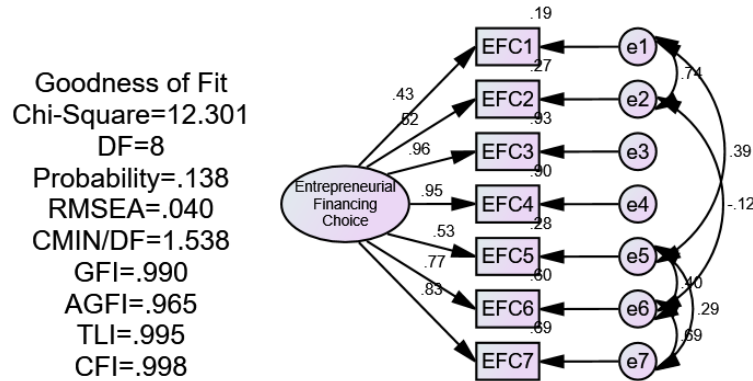 Goodness of Fit
Chi-Square=12.301
DF=8
Probability=.138
RMSEA=.040
CMIN/DF=1.538
GFI=.990
AGFI=.965
TLI=.995
CFI=.998
Entrepreneurial
Financing
Choice
.43
.52
.96
.95
.53
.77
.83
.19
EFC1
e1
.27
EFC2
e2
.93
EFC3
e3
.90
EFC4
e4
.28
EFC5
e5
.60
EFC6
e6
.69
EFC7
e7
.74
.39
-.12
.40
.29
.69